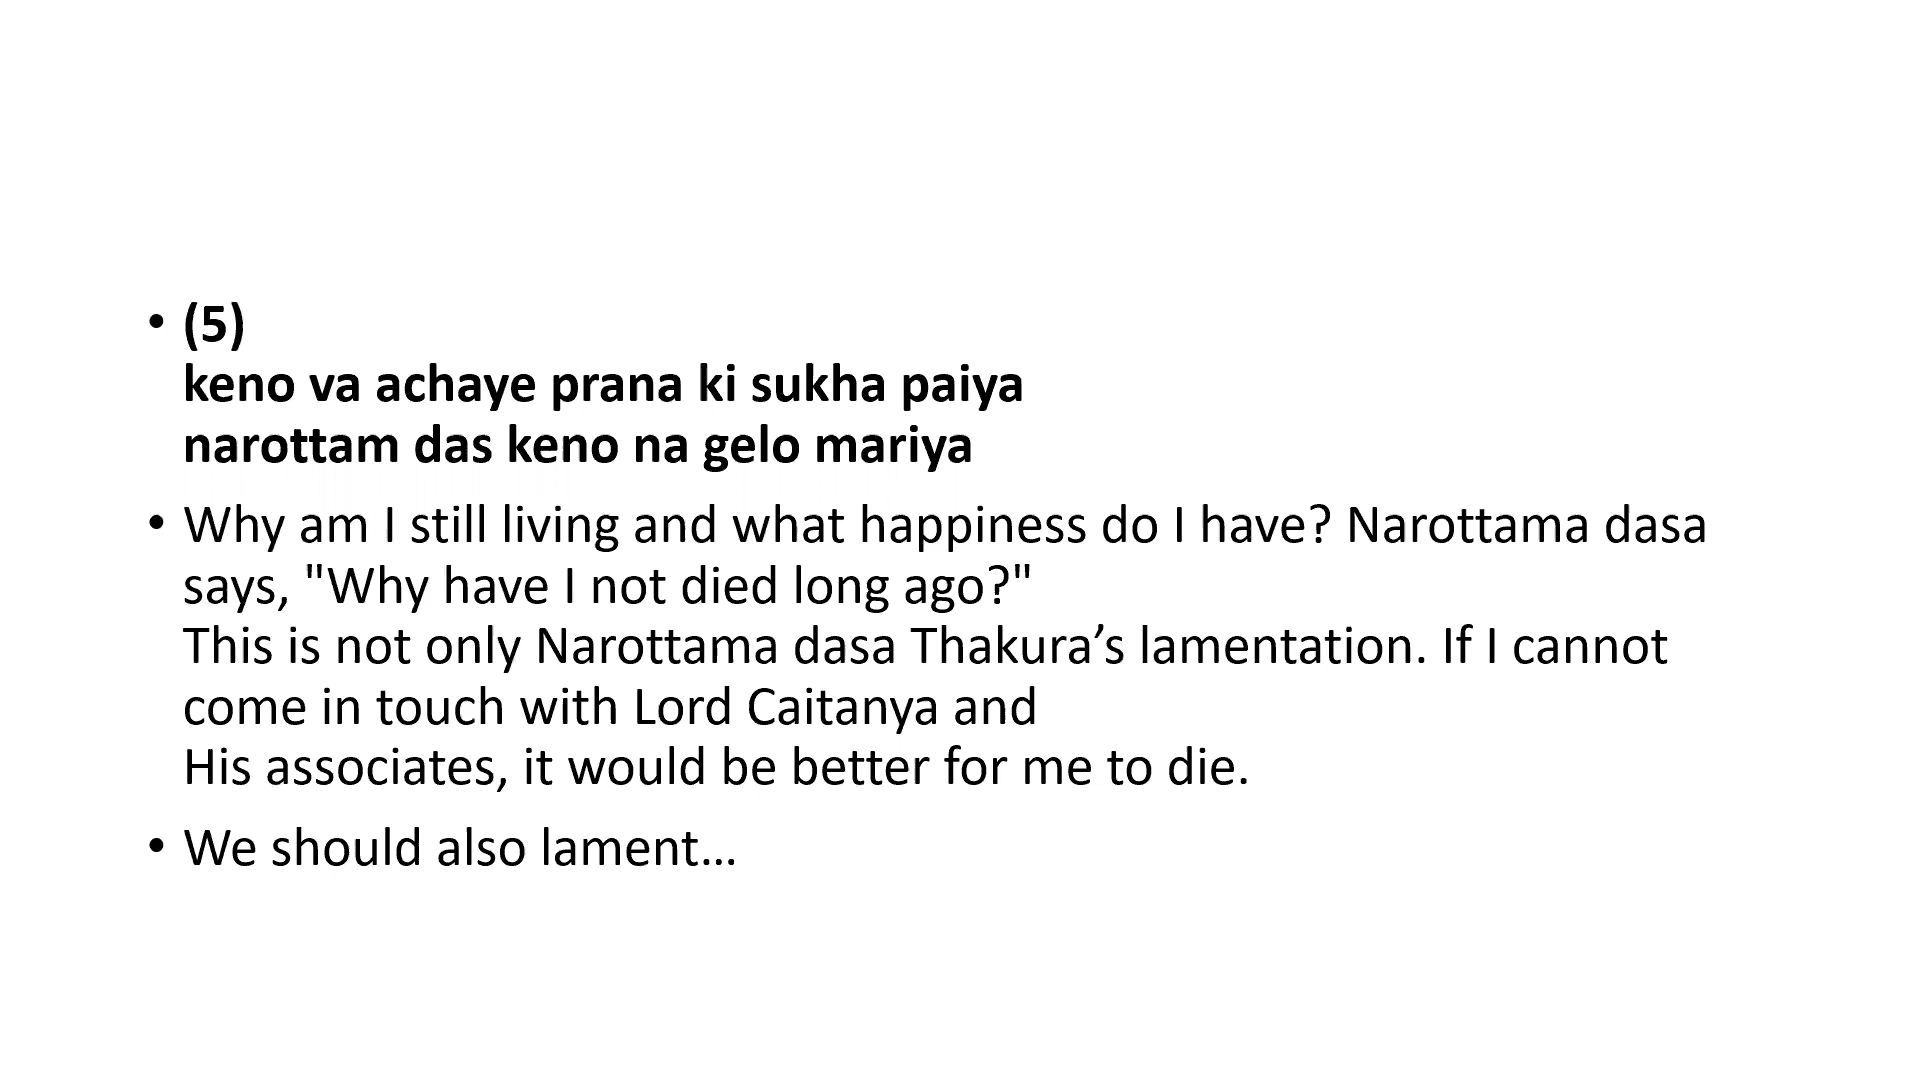 • (5)
keno va achaye prana ki sukha paiya
narottam das keno na gelo mariya
• Why am I still living and what happiness do I have? Narottama dasa
says, "Why have I not died long ago?"
This is not only Narottama dasa Thakura’s lamentation. If I cannot
come in touch with Lord Caitanya and
His associates, it would be better for me to die.
• We should also lament…